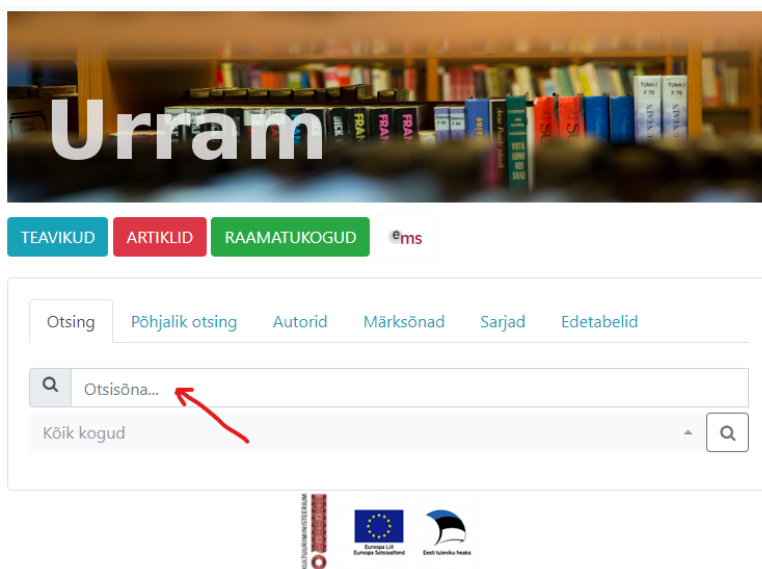 Urram
TEAVIKUD ARTIKLID RAAMATUKOGUD ems
Otsing Põhjalik otsing Autorid Märksõnad Sarjad Edetabelid
Otsisõna...
Kõik kogud
KULTUURIMINISTEERIUM
Euroopa Liit
Euroopa Sotsiaalfond
Eesti tuleviku heaks